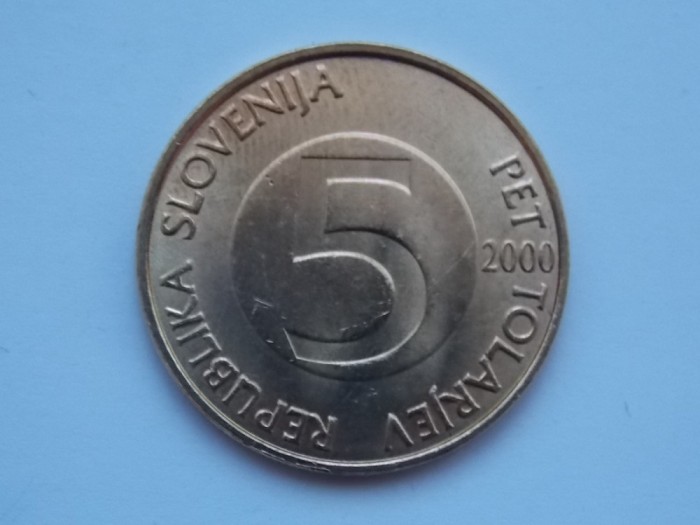 REPUBLIKA SLOVENIJA
5
PET TOLARJEV
2000